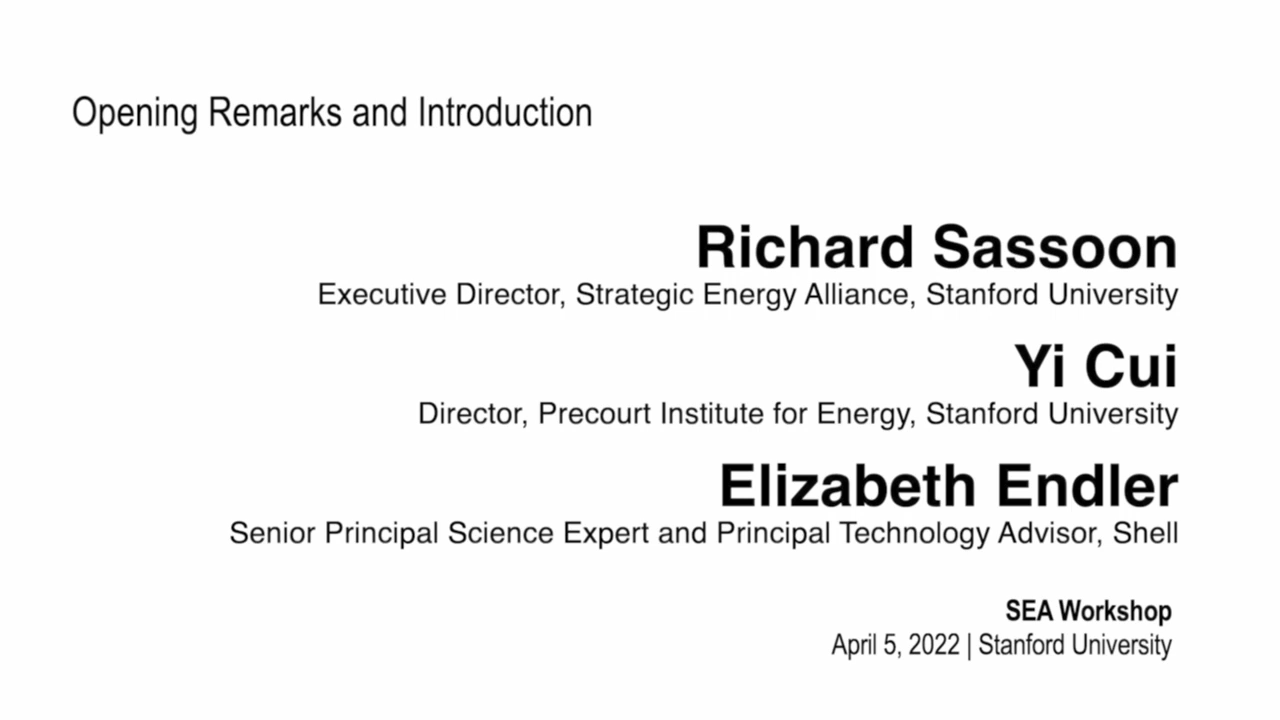 Opening Remarks and Introduction
Richard Sassoon
Executive Director, Strategic Energy Alliance, Stanford University
Yi Cui
Director, Precourt Institute for Energy, Stanford University
Elizabeth Endler
Senior Principal Science Expert and Principal Technology Advisor, Shell
SEA Workshop
April 5, 2022 | Stanford University